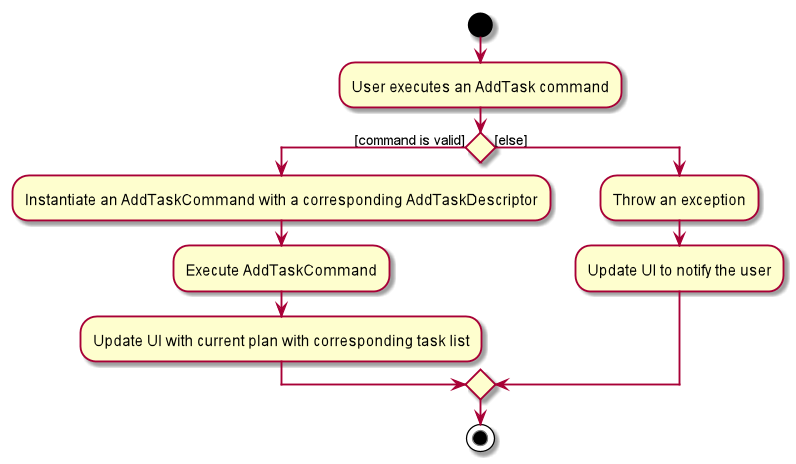 User executes an AddTask command
[command is valid]
[else]
Instantiate an AddTaskCommand with a corresponding AddTaskDescriptor
Throw an exception
Execute AddTaskCommand
Update UI to notify the user
Update UI with current plan with corresponding task list